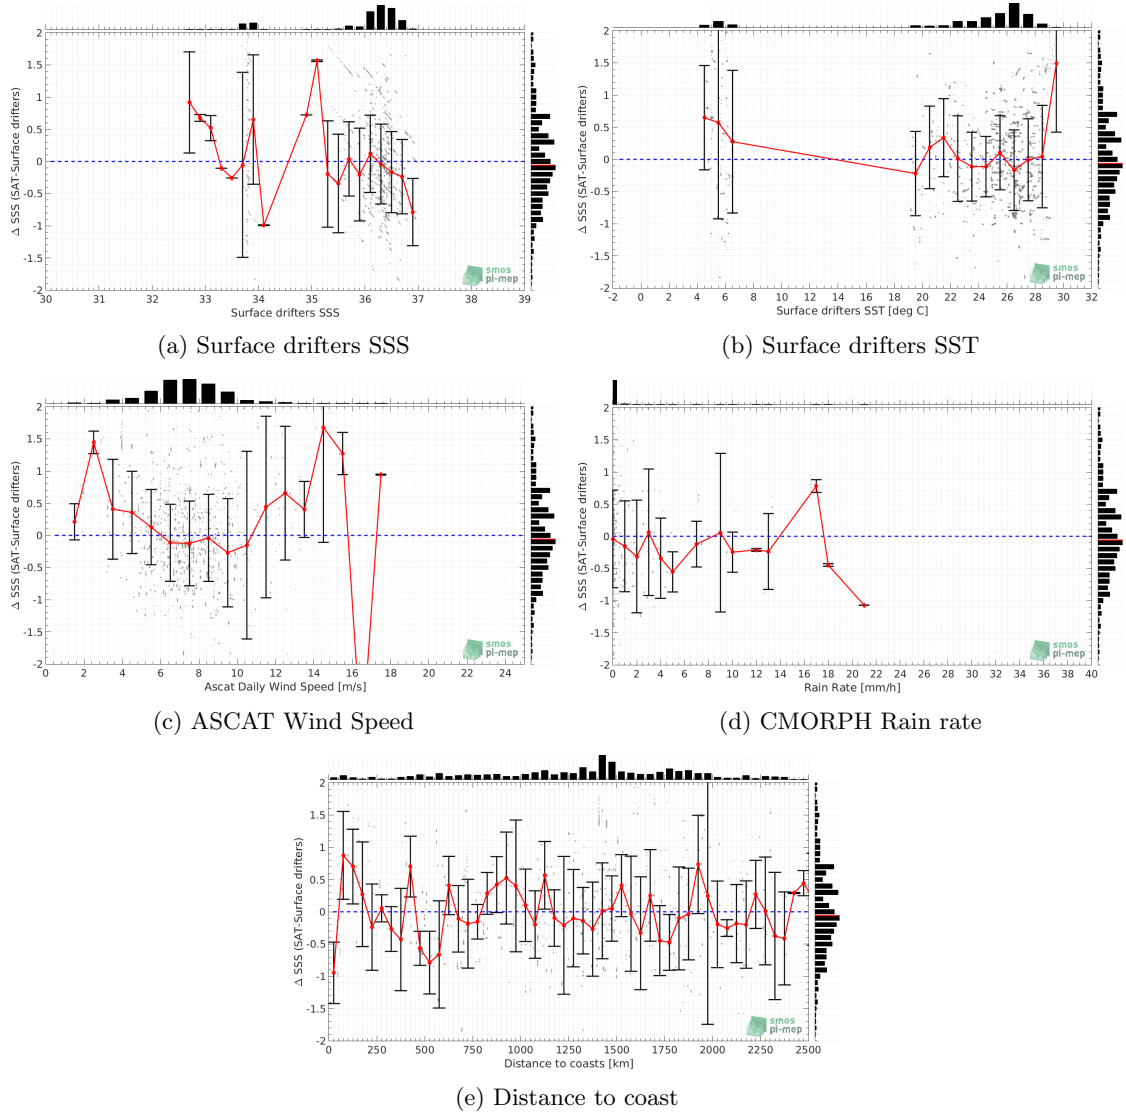 2
1.5
1
0.5
0
-0.5
-1
-1.5
-2
Δ SSS (SAT-Surface drifters)
30 31 32 33 34 35 36 37 38 39
Surface drifters SSS
smos
pi-mep
(a) Surface drifters SSS
2
1.5
1
0.5
0
-0.5
-1
-1.5
-2
Δ SSS (SAT-Surface drifters)
-2 0 2 4 6 8 10 12 14 16 18 20 22 24 26 28 30 32
Surface drifters SST [deg C]
smos
pi-mep
(b) Surface drifters SST
2
1.5
1
0.5
0
-0.5
-1
-1.5
-2
Δ SSS (SAT-Surface drifters)
0 2 4 6 8 10 12 14 16 18 20 22 24
Ascat Daily Wind Speed [m/s]
smos
pi-mep
(c) ASCAT Wind Speed
2
1.5
1
0.5
0
-0.5
-1
-1.5
-2
Δ SSS (SAT-Surface drifters)
0 2 4 6 8 10 12 14 16 18 20 22 24 26 28 30 32 34 36 38 40
Rain Rate [mm/h]
smos
pi-mep
(d) CMORPH Rain rate
2
1.5
1
0.5
0
-0.5
-1
-1.5
-2
Δ SSS (SAT-Surface drifters)
0 250 500 750 1000 1250 1500 1750 2000 2250 2500
Distance to coasts [km]
smos
pi-mep
(e) Distance to coast